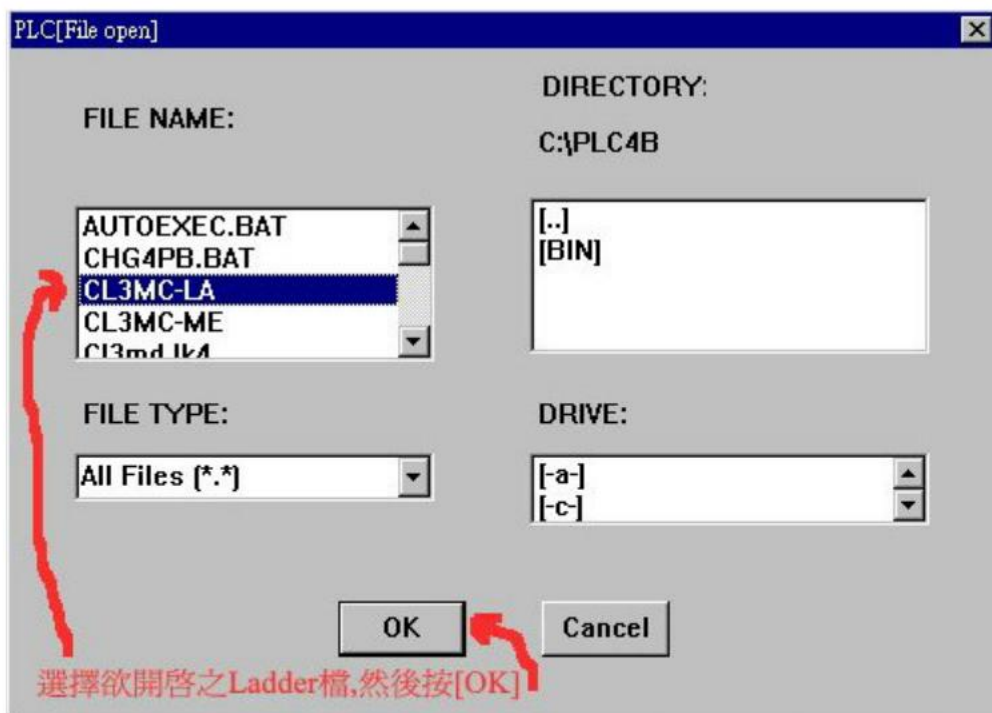 PLC[File open]
FILE NAME:
AUTOEXEC.BAT
CHG4PB.BAT
CL3MC-LA
CL3MC-ME
Cl3md.lk4
FILE TYPE:
All Files (*.*)
DIRECTORY:
C:\PLC4B
[..]
[BIN]
DRIVE:
[-a-]
[-c-]
OK
Cancel
選擇欲開啓之Ladder檔,然後按[OK]